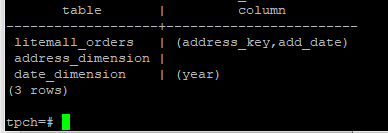 table | column
--------------------+-------------------------
litemall_orders | (address_key,add_date)
address_dimension |
date_dimension | (year)
(3 rows)
tpch=#